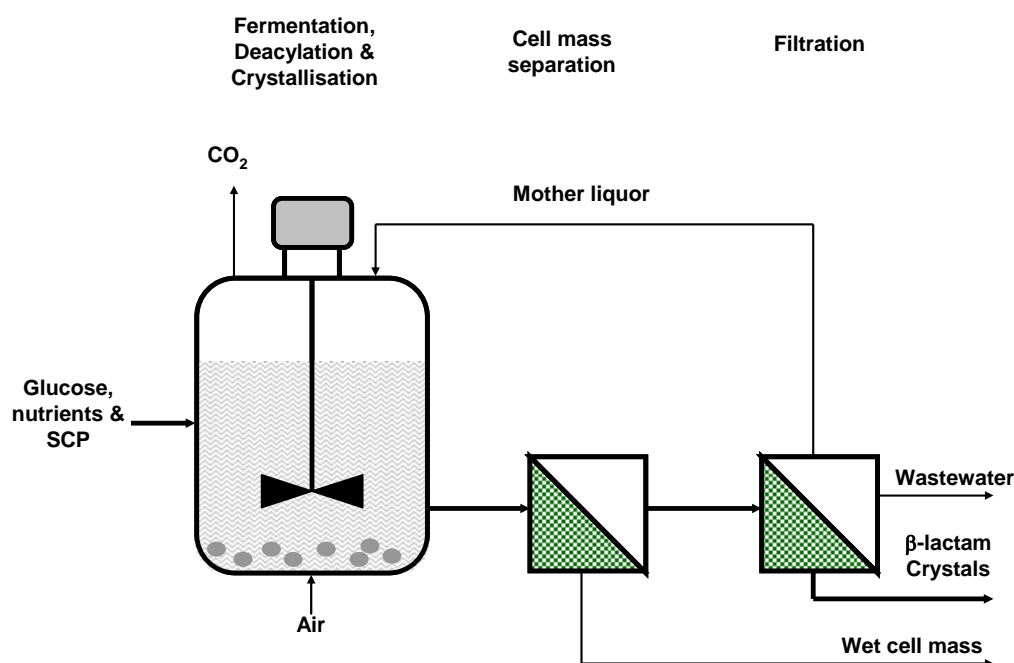 Fermentation,
Deacylation &
Crystallisation
Cell mass
separation
Filtration
CO2
Mother liquor
Glucose,
nutrients &
SCP
Wastewater
β-lactam
Crystals
Air
Wet cell mass